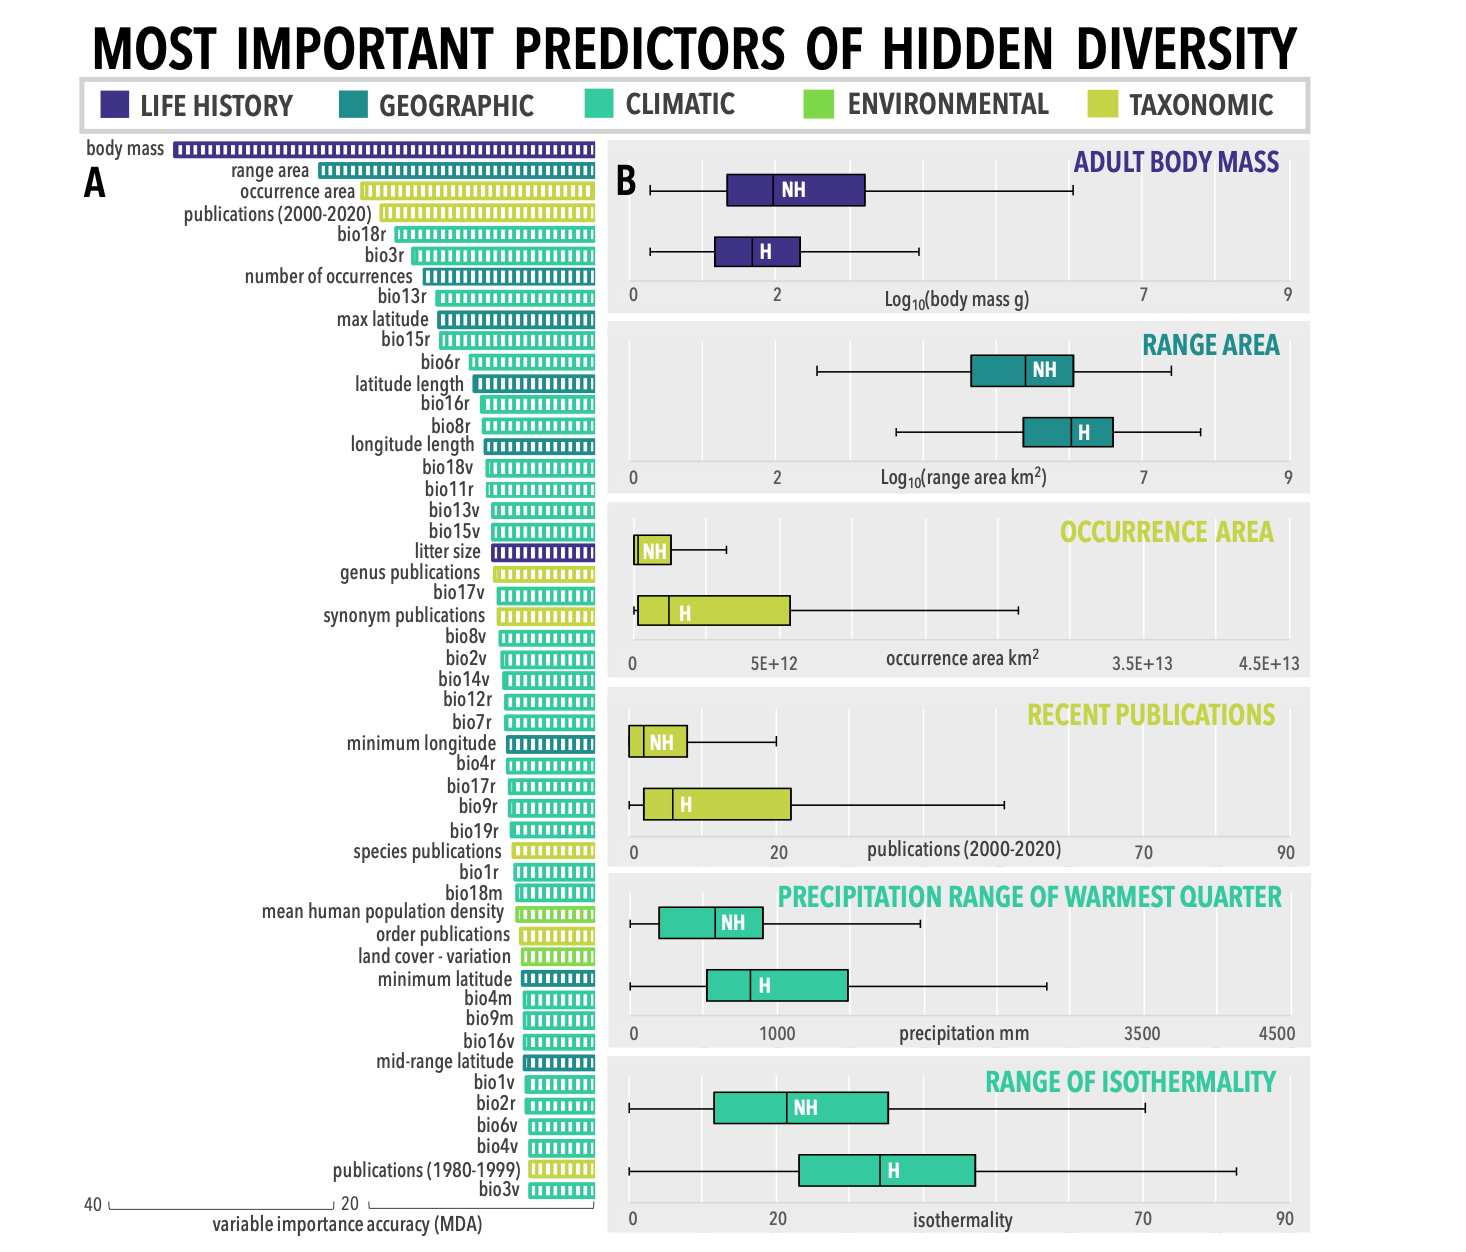 MOST IMPORTANT PREDICTORS OF HIDDEN DIVERSITY
LIFE HISTORY
GEOGRAPHIC
CLIMATIC
ENVIRONMENTAL
TAXONOMIC
A
body mass
range area
occurrence area
publications (2000-2020)
bio18r
bio3r
number of occurrences
bio13r
max latitude
bio15r
bio6r
latitude length
bio16r
bio8r
longitude length
bio18v
bio11r
bio13v
bio15v
litter size
genus publications
bio17v
synonym publications
bio8v
bio2v
bio14v
bio12r
bio7r
minimum longitude
bio4r
bio17r
bio9r
bio19r
species publications
bio1r
bio18m
mean human population density
order publications
land cover - variation
minimum latitude
bio4m
bio9m
bio16v
mid-range latitude
bio1v
bio2r
bio6v
bio4v
publications (1980-1999)
bio3v
40
20
variable importance accuracy (MDA)
B
ADULT BODY MASS
NH
H
0
2
Log10(body mass g)
7
9
RANGE AREA
NH
H
0
2
Log10(range area km2)
7
9
OCCURRENCE AREA
NH
H
0
5E+12
occurrence area km2
3.5E+13
4.5E+13
RECENT PUBLICATIONS
NH
H
0
20
publications (2000-2020)
70
90
PRECIPITATION RANGE OF WARMEST QUARTER
NH
H
0
1000
precipitation mm
3500
4500
RANGE OF ISOTHERMALITY
NH
H
0
20
isothermality
70
90